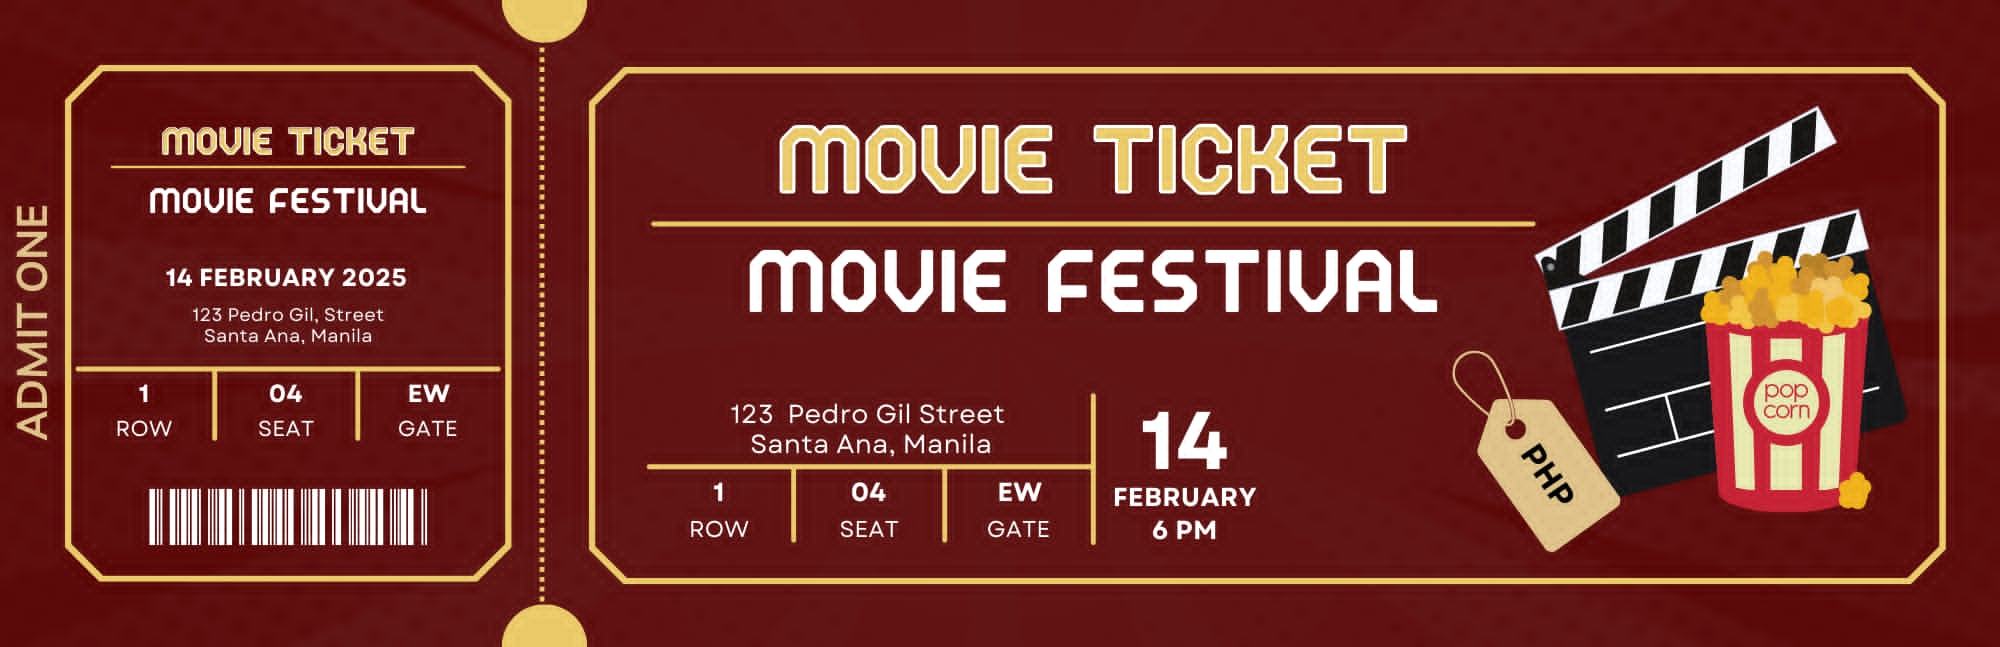 ADMIT ONE
MOVIE TICKET
MOVIE FESTIVAL
14 FEBRUARY 2025
123 Pedro Gil, Street
Santa Ana, Manila
1 04 EW
ROW SEAT GATE
MOVIE TICKET
MOVIE FESTIVAL
123 Pedro Gil Street
Santa Ana, Manila
1 04 EW
ROW SEAT GATE
14
FEBRUARY
6 PM
PHP
pop
corn